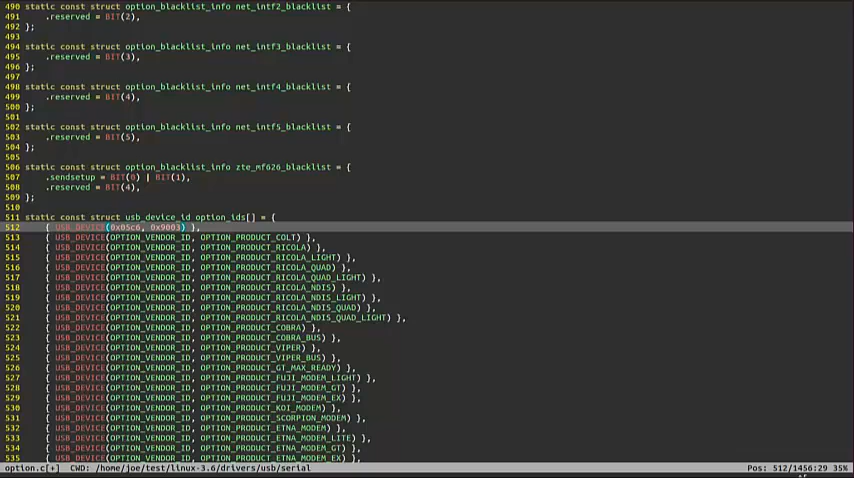 490 static const struct option_blacklist_info net_intf2_blacklist = {
491     .reserved = BIT(2),
492 };
493
494 static const struct option_blacklist_info net_intf3_blacklist = {
495     .reserved = BIT(3),
496 };
497
498 static const struct option_blacklist_info net_intf4_blacklist = {
499     .reserved = BIT(4),
500 };
501
502 static const struct option_blacklist_info net_intf5_blacklist = {
503     .reserved = BIT(5),
504 };
505
506 static const struct option_blacklist_info zte_mf626_blacklist = {
507     .sendsetup = BIT(0) | BIT(1),
508     .reserved = BIT(4),
509 };
510
511 static const struct usb_device_id option_ids[] = {
512     { USB_DEVICE(0x05c6, 0x9003) },
513     { USB_DEVICE(OPTION_VENDOR_ID, OPTION_PRODUCT_COLT) },
514     { USB_DEVICE(OPTION_VENDOR_ID, OPTION_PRODUCT_RICOLA) },
515     { USB_DEVICE(OPTION_VENDOR_ID, OPTION_PRODUCT_RICOLA_LIGHT) },
516     { USB_DEVICE(OPTION_VENDOR_ID, OPTION_PRODUCT_RICOLA_QUAD) },
517     { USB_DEVICE(OPTION_VENDOR_ID, OPTION_PRODUCT_RICOLA_QUAD_LIGHT) },
518     { USB_DEVICE(OPTION_VENDOR_ID, OPTION_PRODUCT_RICOLA_NDIS) },
519     { USB_DEVICE(OPTION_VENDOR_ID, OPTION_PRODUCT_RICOLA_NDIS_LIGHT) },
520     { USB_DEVICE(OPTION_VENDOR_ID, OPTION_PRODUCT_RICOLA_NDIS_QUAD) },
521     { USB_DEVICE(OPTION_VENDOR_ID, OPTION_PRODUCT_RICOLA_NDIS_QUAD_LIGHT) },
522     { USB_DEVICE(OPTION_VENDOR_ID, OPTION_PRODUCT_COBRA) },
523     { USB_DEVICE(OPTION_VENDOR_ID, OPTION_PRODUCT_COBRA_BUS) },
524     { USB_DEVICE(OPTION_VENDOR_ID, OPTION_PRODUCT_VIPER) },
525     { USB_DEVICE(OPTION_VENDOR_ID, OPTION_PRODUCT_VIPER_BUS) },
526     { USB_DEVICE(OPTION_VENDOR_ID, OPTION_PRODUCT_GT_MAX_READY) },
527     { USB_DEVICE(OPTION_VENDOR_ID, OPTION_PRODUCT_FUJI_MODEM_LIGHT) },
528     { USB_DEVICE(OPTION_VENDOR_ID, OPTION_PRODUCT_FUJI_MODEM_GT) },
529     { USB_DEVICE(OPTION_VENDOR_ID, OPTION_PRODUCT_FUJI_MODEM_EX) },
530     { USB_DEVICE(OPTION_VENDOR_ID, OPTION_PRODUCT_KOI_MODEM) },
531     { USB_DEVICE(OPTION_VENDOR_ID, OPTION_PRODUCT_SCORPION_MODEM) },
532     { USB_DEVICE(OPTION_VENDOR_ID, OPTION_PRODUCT_ETNA_MODEM) },
533     { USB_DEVICE(OPTION_VENDOR_ID, OPTION_PRODUCT_ETNA_MODEM_LITE) },
534     { USB_DEVICE(OPTION_VENDOR_ID, OPTION_PRODUCT_ETNA_MODEM_GT) },
535     { USB_DEVICE(OPTION_VENDOR_ID, OPTION_PRODUCT_ETNA_MODEM_EX) },
option.c[+]  CWD: /home/joe/test/linux-3.6/drivers/usb/serial Pos: 512/1456:29 35%